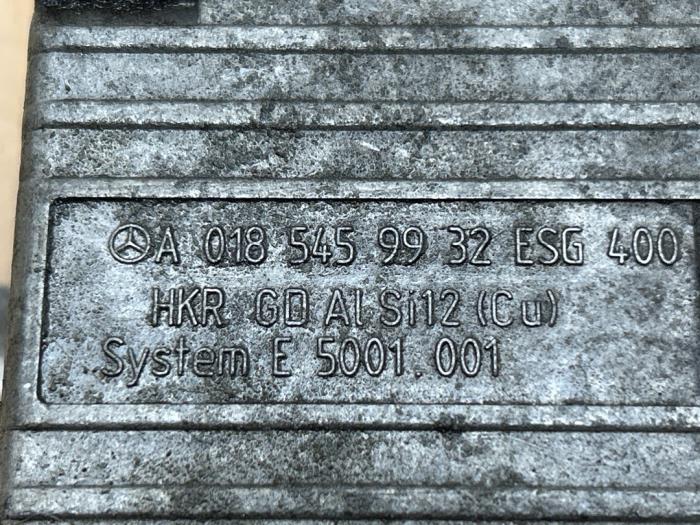 A 018 545 99 32 ESG 400
HKR GD Al Si12 (Cu)
System E 5001.001